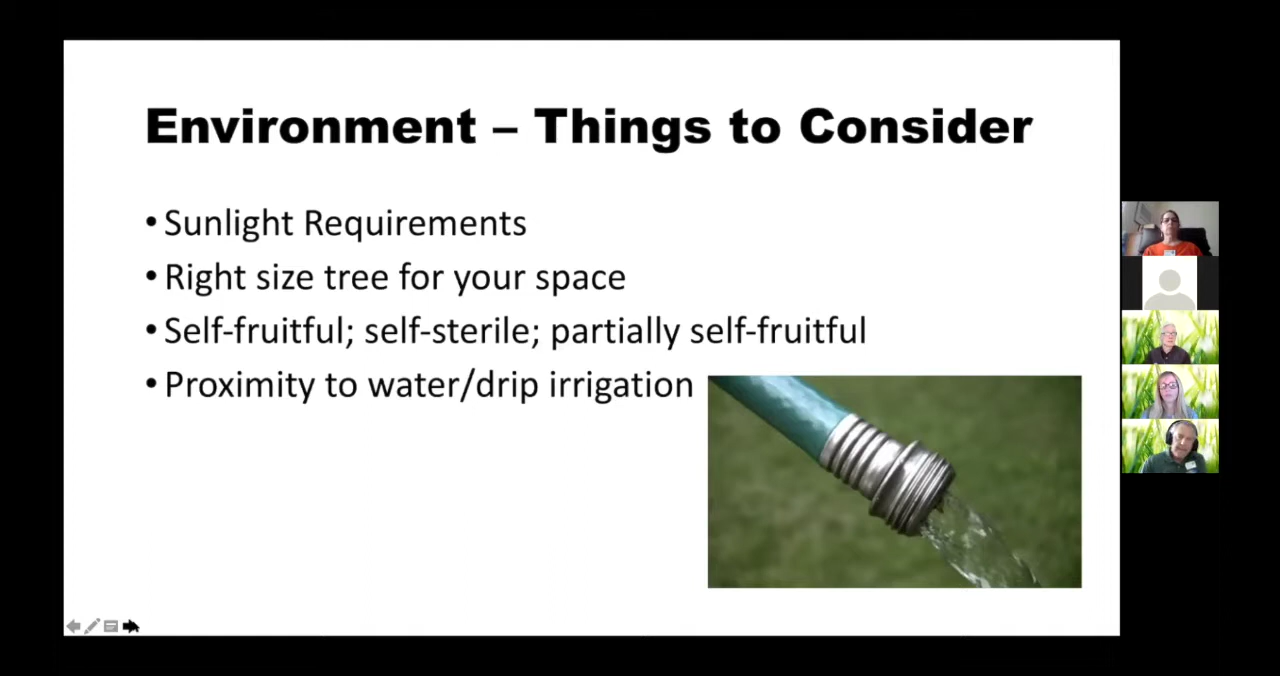 Environment – Things to Consider
• Sunlight Requirements
• Right size tree for your space
• Self-fruitful; self-sterile; partially self-fruitful
• Proximity to water/drip irrigation